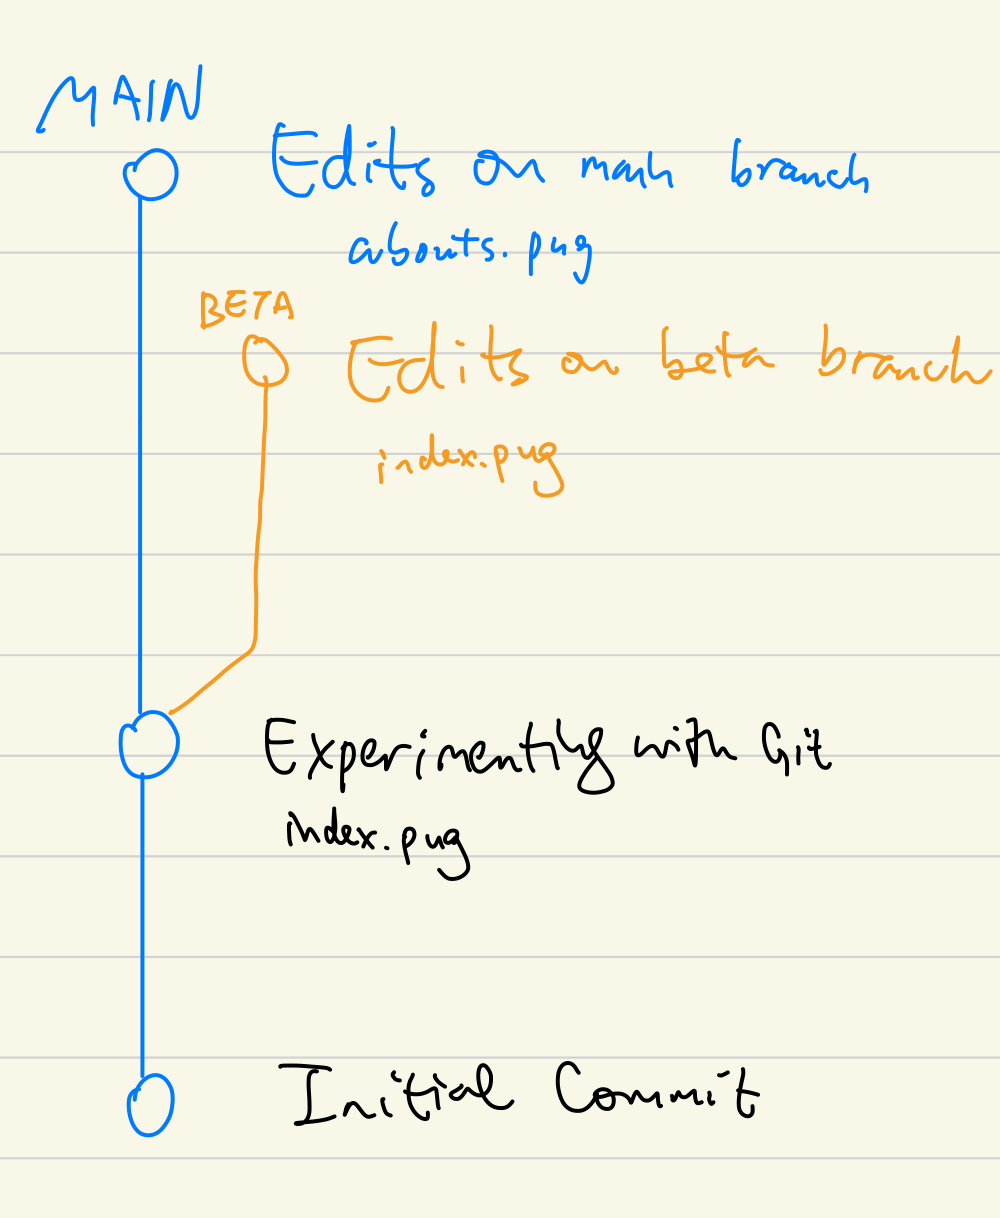 MAIN
Edits on main branch
abouts.pug
BETA
Edits on beta branch
index.pug
Experimenting with Git
index.pug
Initial Commit